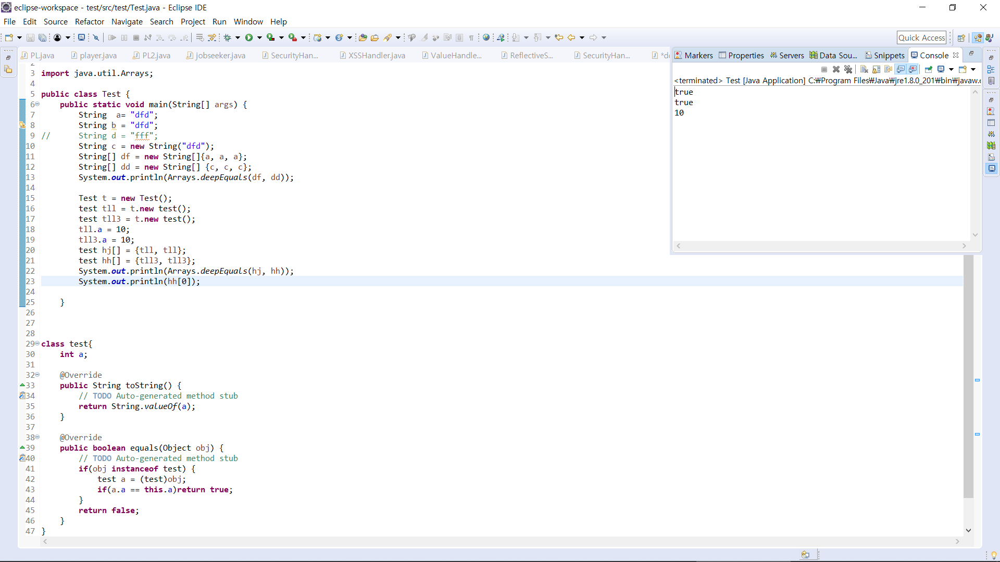 eclipse-workspace - test/src/test/Test.java - Eclipse IDE
File Edit Source Refactor Navigate Search Project Run Window Help
Quick Access
PL.java player.java PL2.java jobseeker.java SecurityHan... XSSHandler.java ValueHandle... ReflectiveS... SecurityHan...
Markers Properties Servers Data Sou... Snippets Console
<terminated> Test [Java Application] C:₩Program Files₩Java₩jre1.8.0_201₩bin₩javaw.e
true
true
10
3 import java.util.Arrays;
4
5 public class Test {
6 public static void main(String[] args) {
7 String  a= "dfd";
8 String b = "dfd";
9 // String d = "fff";
10 String c = new String("dfd");
11 String[] df = new String[]{a, a, a};
12 String[] dd = new String[] {c, c, c};
13 System.out.println(Arrays.deepEquals(df, dd));
14
15 Test t = new Test();
16 test tll = t.new test();
17 test tll3 = t.new test();
18 tll.a = 10;
19 tll3.a = 10;
20 test hj[] = {tll, tll};
21 test hh[] = {tll3, tll3};
22 System.out.println(Arrays.deepEquals(hj, hh));
23 System.out.println(hh[0]);
24
25 }
26
27
28
29 class test{
30 int a;
31
32 @Override
33 public String toString() {
34 // TODO Auto-generated method stub
35 return String.valueOf(a);
36 }
37
38 @Override
39 public boolean equals(Object obj) {
40 // TODO Auto-generated method stub
41 if(obj instanceof test) {
42 test a = (test)obj;
43 if(a.a == this.a)return true;
44 }
45 return false;
46 }
47 }